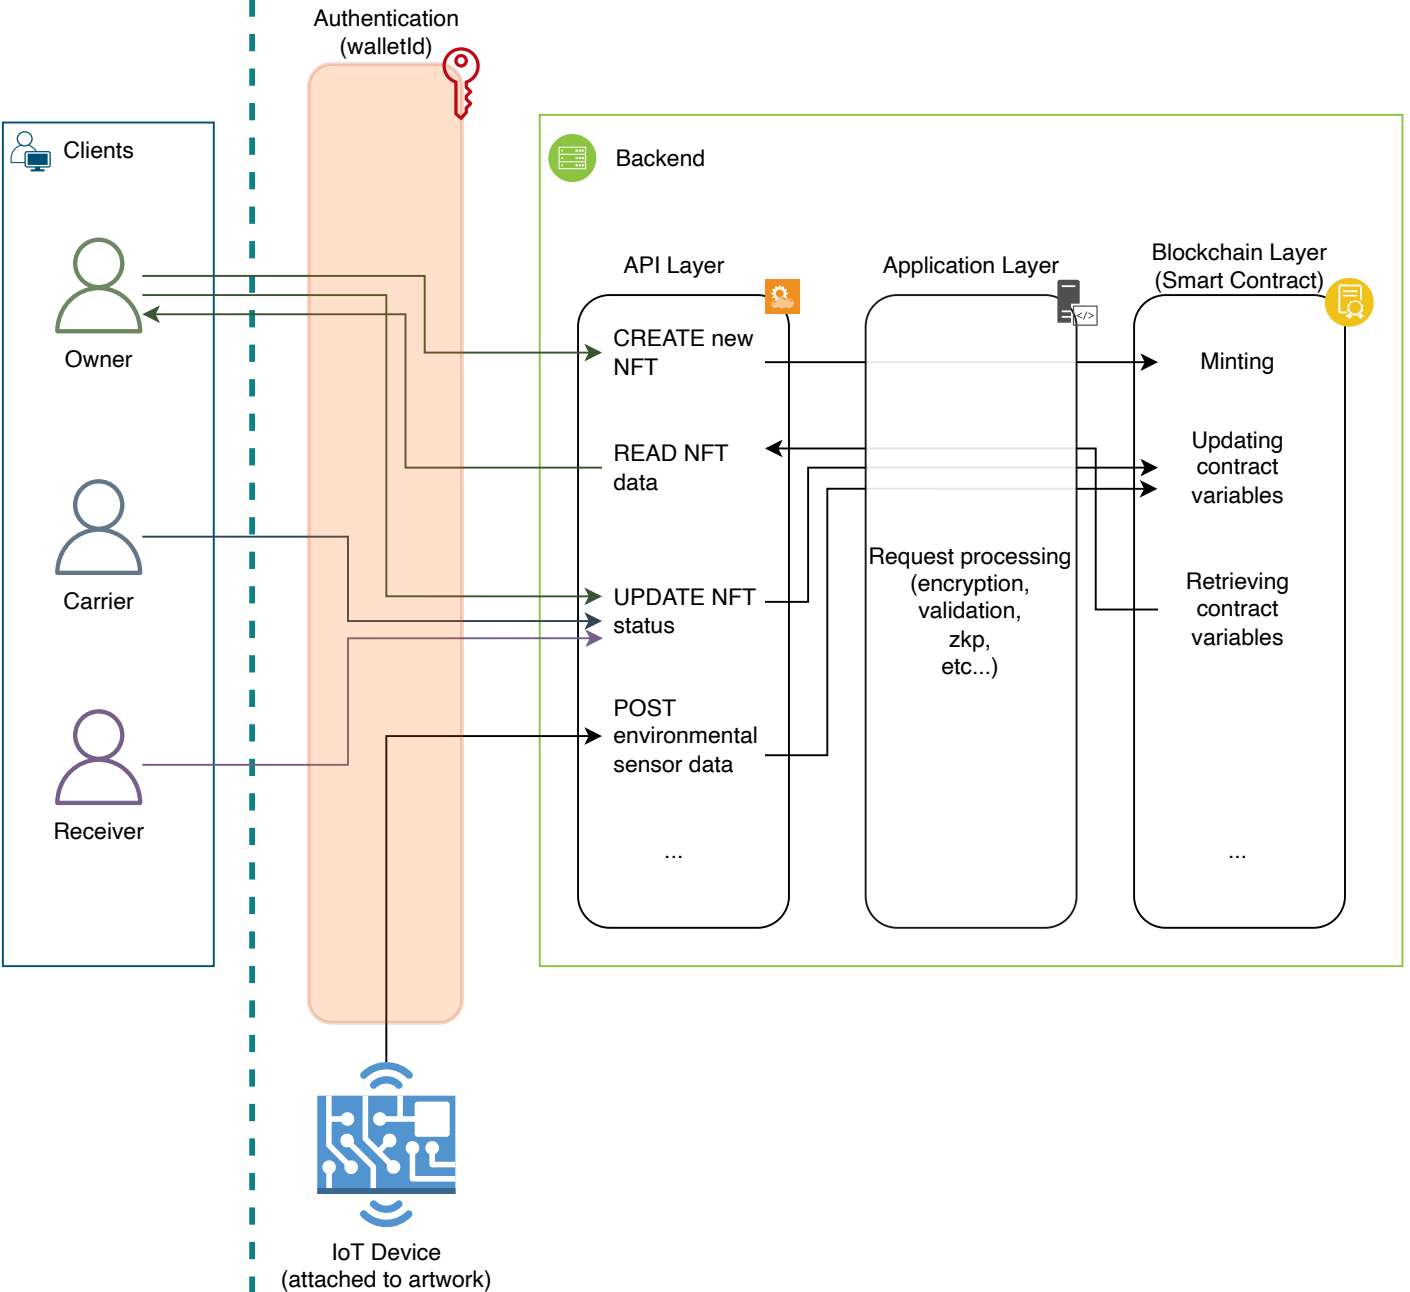 Authentication
(walletId)
Clients
Owner
Carrier
Receiver
Backend
API Layer
CREATE new
NFT
READ NFT
data
UPDATE NFT
status
POST
environmental
sensor data
...
Application Layer
</>
Request processing
(encryption,
validation,
zkp,
etc...)
Blockchain Layer
(Smart Contract)
Minting
Updating
contract
variables
Retrieving
contract
variables
...
IoT Device
(attached to artwork)